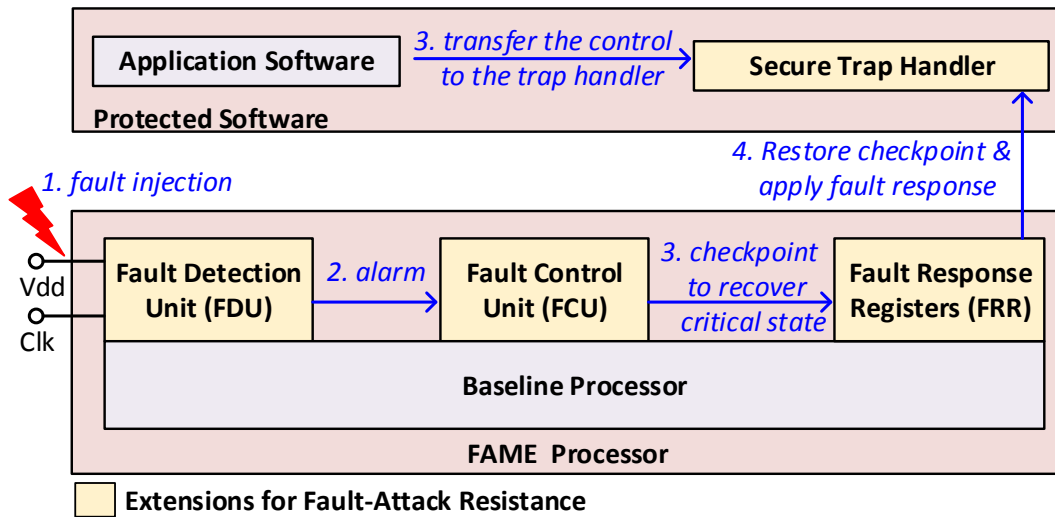 Application Software
3. transfer the control
to the trap handler
Secure Trap Handler
Protected Software
4. Restore checkpoint &
apply fault response
1. fault injection
Vdd
Clk
Fault Detection
Unit (FDU)
2. alarm
Fault Control
Unit (FCU)
3. checkpoint
to recover
critical state
Fault Response
Registers (FRR)
Baseline Processor
FAME Processor
Extensions for Fault-Attack Resistance